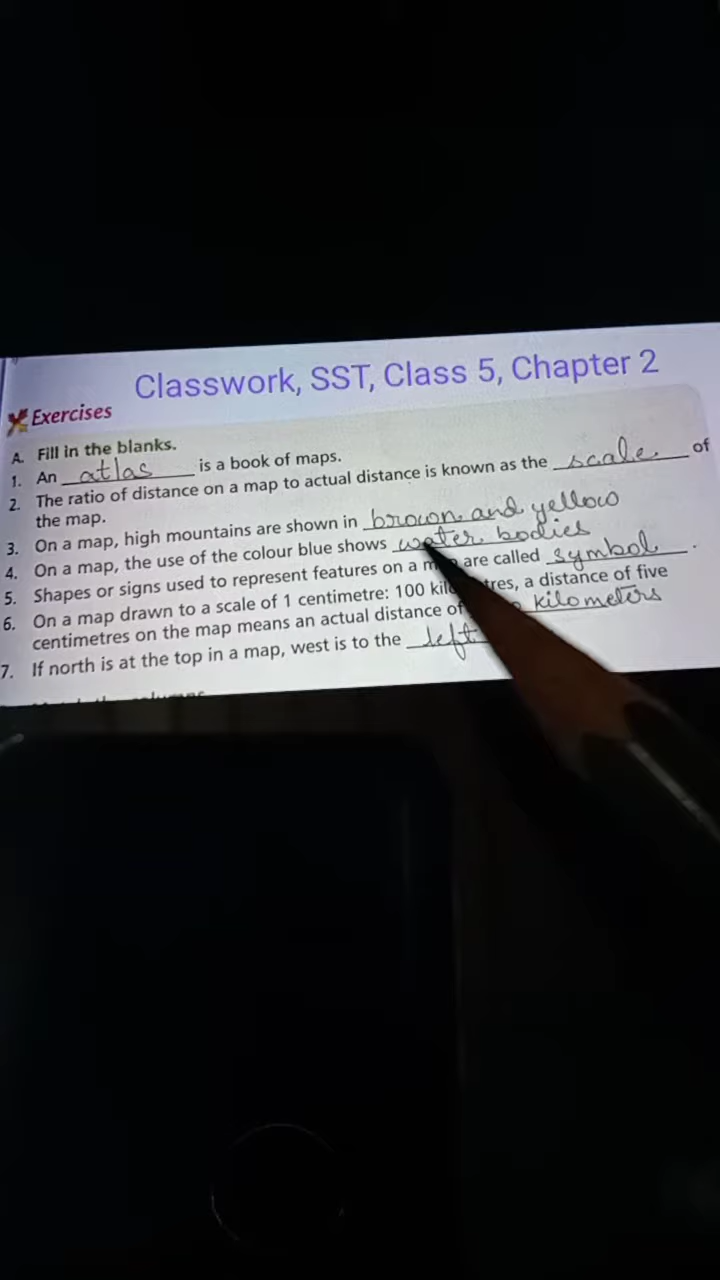 Classwork, SST, Class 5, Chapter 2
Exercises
A. Fill in the blanks.
1. An atlas is a book of maps.
2. The ratio of distance on a map to actual distance is known as the scale of
the map.
3. On a map, high mountains are shown in brown and yellow
4. On a map, the use of the colour blue shows water bodies
5. Shapes or signs used to represent features on a are called symbol.
6. On a map drawn to a scale of 1 centimetre: 100 a distance of five
centimetres on the map means an actual distance of kilometers
7. If north is at the top in a map, west is to the left